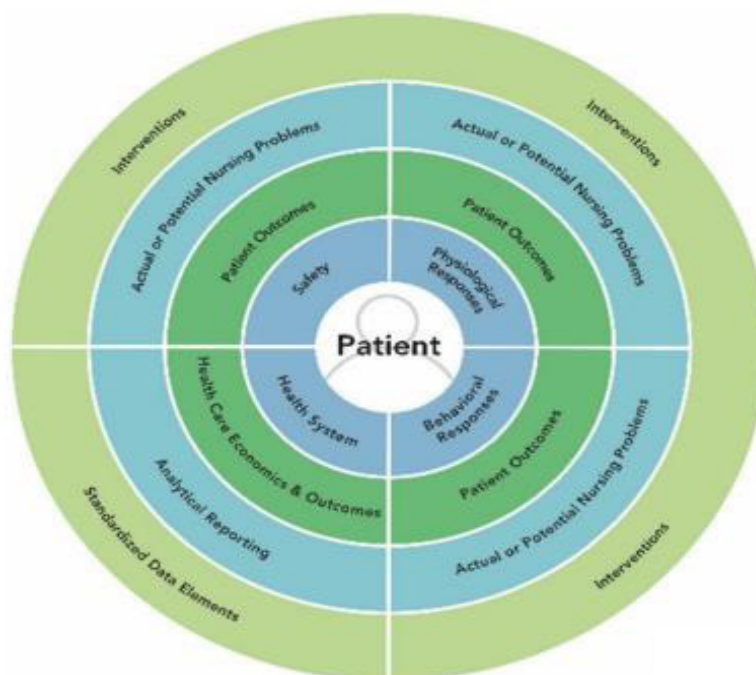 Interventions
Interventions
Actual or Potential Nursing Problems
Actual or Potential Nursing Problems
Patient Outcomes
Patient Outcomes
Safety
Physiological
Responses
Patient
Health System
Behavioral
Responses
Health Care Economics & Outcomes
Patient Outcomes
Analytical Reporting
Actual or Potential Nursing Problems
Standardized Data Elements
Interventions